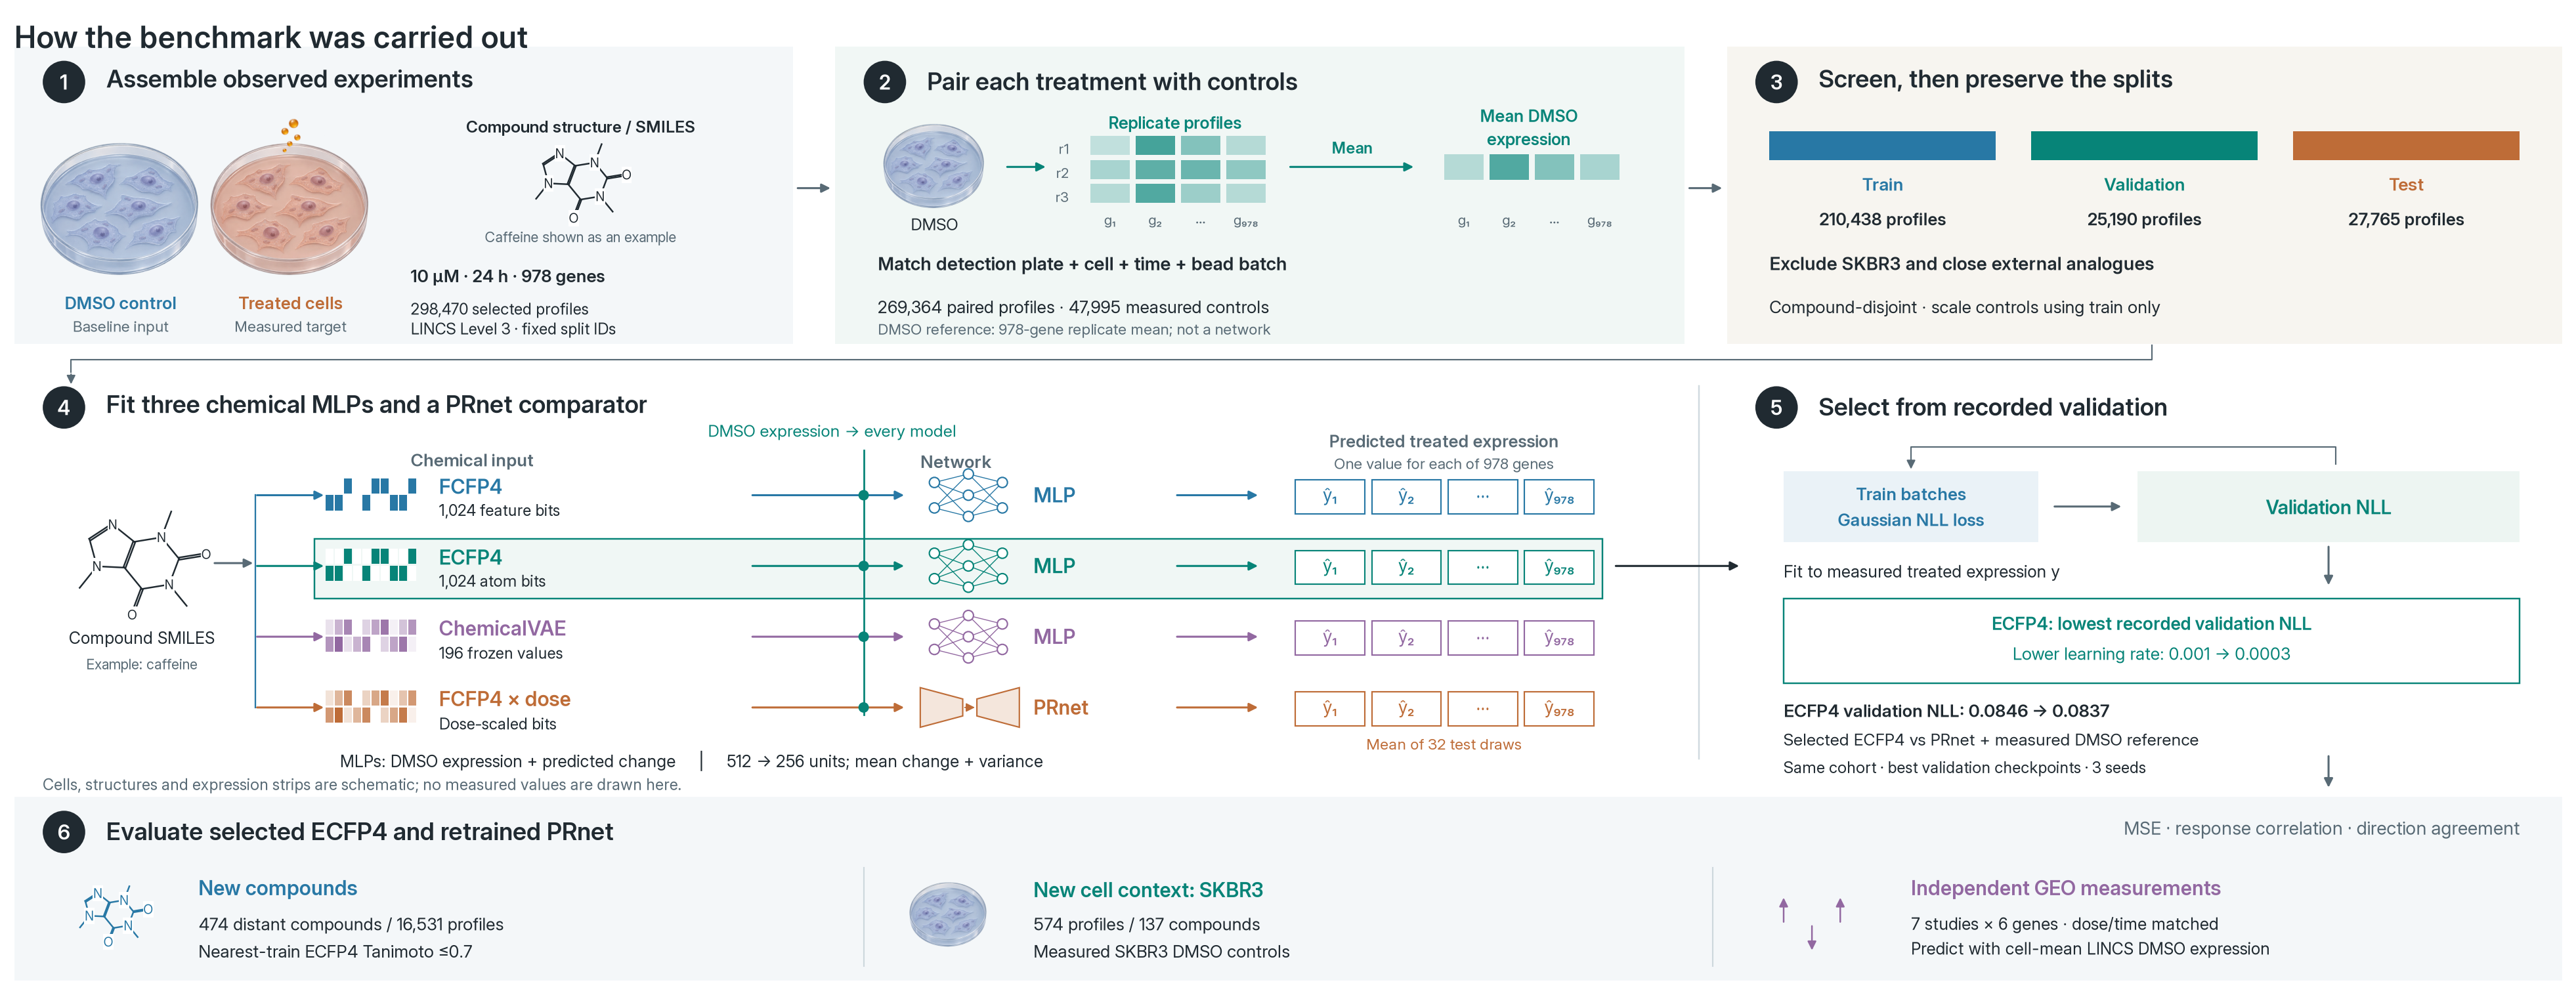 How the benchmark was carried out
1
Assemble observed experiments
Compound structure / SMILES
N
N
N
N
O
O
Caffeine shown as an example
10 µM · 24 h · 978 genes
298,470 selected profiles
LINCS Level 3 · fixed split IDs
DMSO control
Baseline input
Treated cells
Measured target
2
Pair each treatment with controls
Replicate profiles
Mean DMSO
expression
r1
r2
r3
Mean
DMSO
g₁ g₂ ... g₉₇₈
g₁ g₂ ... g₉₇₈
Match detection plate + cell + time + bead batch
269,364 paired profiles · 47,995 measured controls
DMSO reference: 978-gene replicate mean; not a network
3
Screen, then preserve the splits
Train
Validation
Test
210,438 profiles
25,190 profiles
27,765 profiles
Exclude SKBR3 and close external analogues
Compound-disjoint · scale controls using train only
4
Fit three chemical MLPs and a PRnet comparator
DMSO expression → every model
Chemical input
Network
Predicted treated expression
One value for each of 978 genes
N
N
N
N
O
O
Compound SMILES
Example: caffeine
FCFP4
1,024 feature bits
MLP
ŷ₁ ŷ₂ ... ŷ₉₇₈
ECFP4
1,024 atom bits
MLP
ŷ₁ ŷ₂ ... ŷ₉₇₈
ChemicalVAE
196 frozen values
MLP
ŷ₁ ŷ₂ ... ŷ₉₇₈
FCFP4 × dose
Dose-scaled bits
PRnet
ŷ₁ ŷ₂ ... ŷ₉₇₈
Mean of 32 test draws
MLPs: DMSO expression + predicted change | 512 → 256 units; mean change + variance
Cells, structures and expression strips are schematic; no measured values are drawn here.
5
Select from recorded validation
Train batches
Gaussian NLL loss
Validation NLL
Fit to measured treated expression y
ECFP4: lowest recorded validation NLL
Lower learning rate: 0.001 → 0.0003
ECFP4 validation NLL: 0.0846 → 0.0837
Selected ECFP4 vs PRnet + measured DMSO reference
Same cohort · best validation checkpoints · 3 seeds
6
Evaluate selected ECFP4 and retrained PRnet
MSE · response correlation · direction agreement
N
N
N
N
O
O
New compounds
474 distant compounds / 16,531 profiles
Nearest-train ECFP4 Tanimoto ≤0.7
New cell context: SKBR3
574 profiles / 137 compounds
Measured SKBR3 DMSO controls
Independent GEO measurements
7 studies × 6 genes · dose/time matched
Predict with cell-mean LINCS DMSO expression